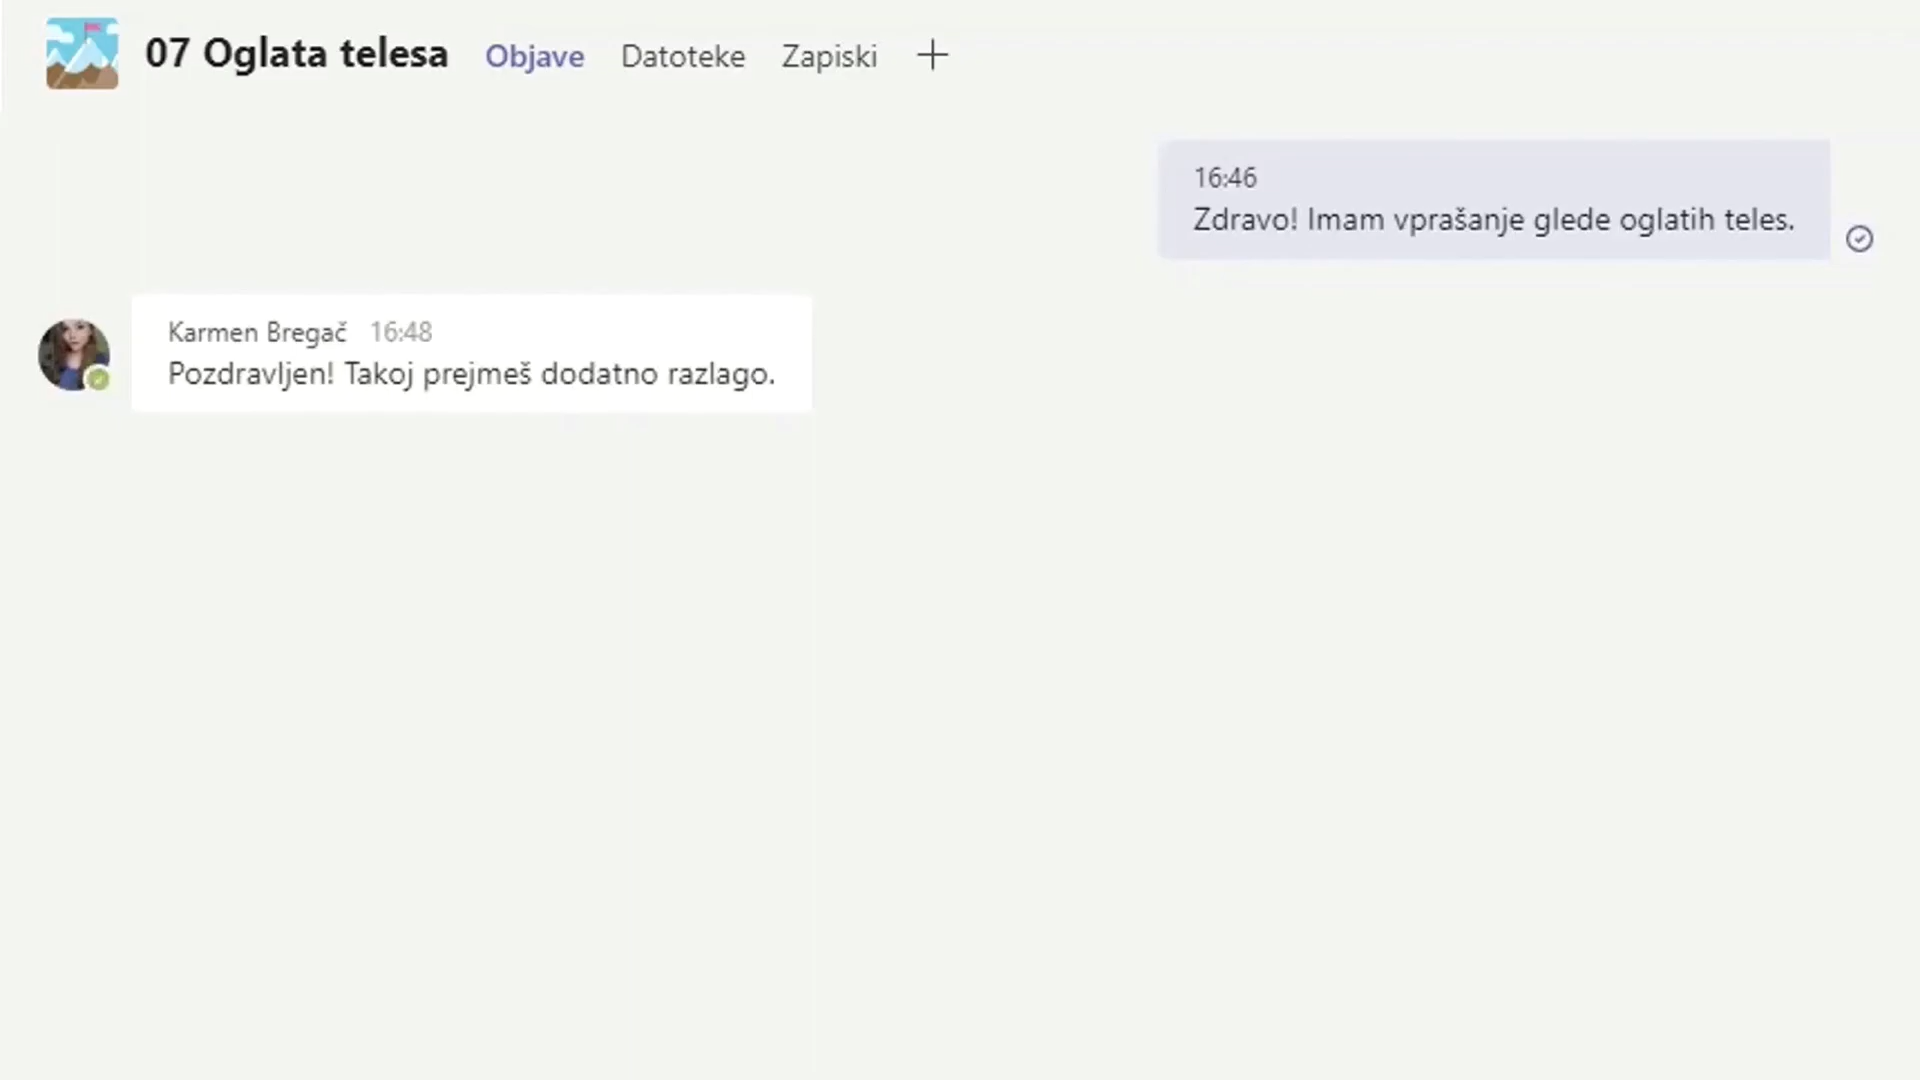 07 Oglata telesa Objave Datoteke Zapiski
16:46
Zdravo! Imam vprašanje glede oglatih teles.
Karmen Bregač 16:48
Pozdravljen! Takoj prejmeš dodatno razlago.